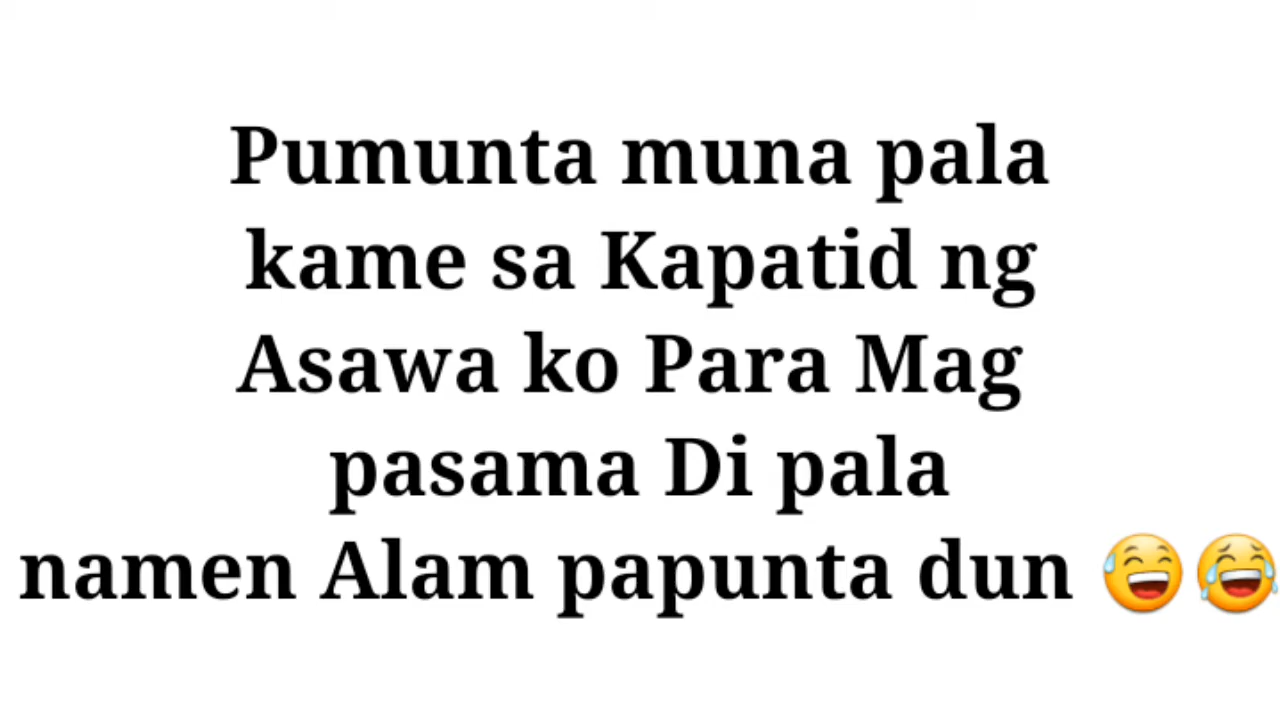 Pumunta muna pala
kame sa Kapatid ng
Asawa ko Para Mag
pasama Di pala
namen Alam papunta dun 😅😂